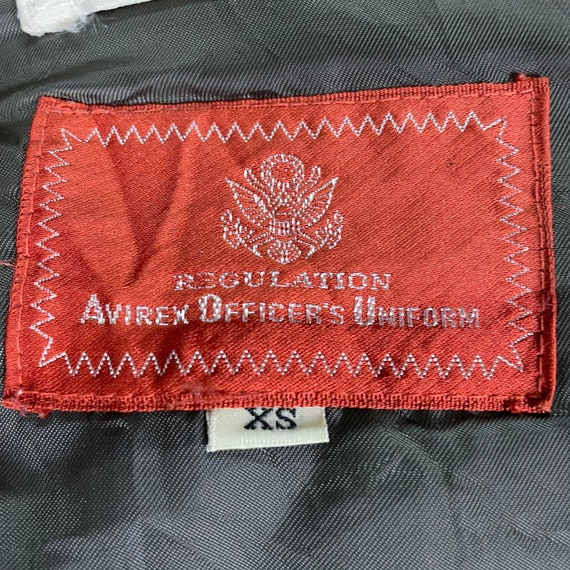 REGULATION
AVIREX OFFICER'S UNIFORM
XS